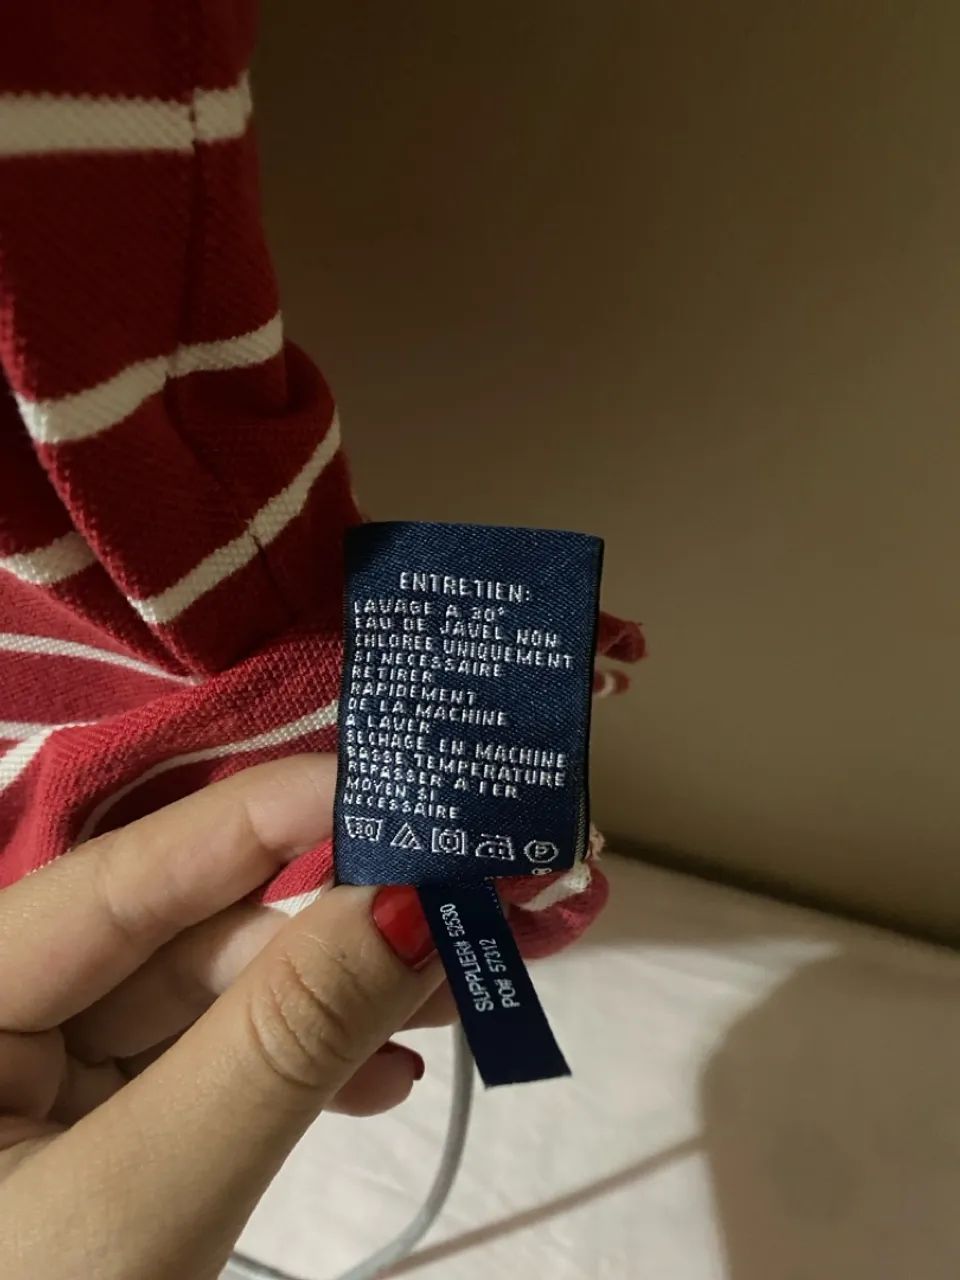 ENTRETIEN:
LAVAGE A 30°
EAU DE JAVEL NON
CHLOREE UNIQUEMENT
SI NECESSAIRE
RETIRER
RAPIDEMENT
DE LA MACHINE
A LAVER
SECHAGE EN MACHINE
BASSE TEMPERATURE
REPASSER A FER
MOYEN SI
NECESSAIRE
30 P
SUPPLIER# 52530
PO# 57312